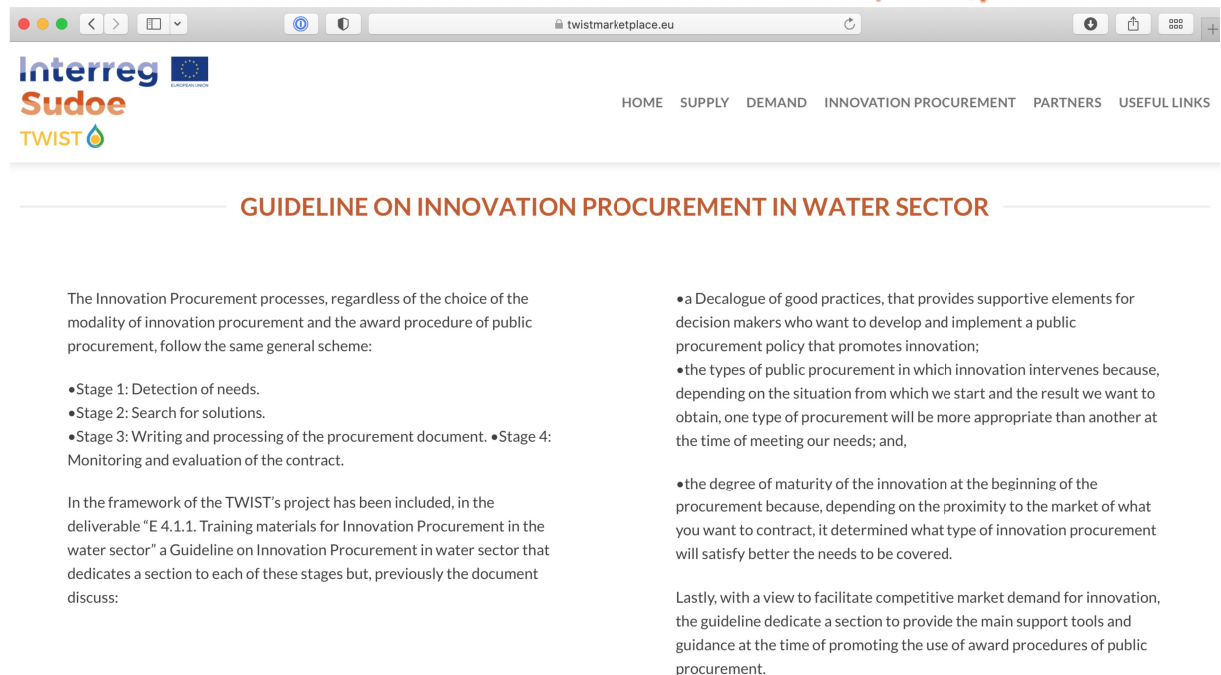 twistmarketplace.eu
Interreg
EUROPEAN UNION
Sudoe
TWIST
HOME SUPPLY DEMAND INNOVATION PROCUREMENT PARTNERS USEFUL LINKS
GUIDELINE ON INNOVATION PROCUREMENT IN WATER SECTOR
The Innovation Procurement processes, regardless of the choice of the
modality of innovation procurement and the award procedure of public
procurement, follow the same general scheme:
•Stage 1: Detection of needs.
•Stage 2: Search for solutions.
•Stage 3: Writing and processing of the procurement document. •Stage 4:
Monitoring and evaluation of the contract.
In the framework of the TWIST's project has been included, in the
deliverable “E 4.1.1. Training materials for Innovation Procurement in the
water sector” a Guideline on Innovation Procurement in water sector that
dedicates a section to each of these stages but, previously the document
discuss:
•a Decalogue of good practices, that provides supportive elements for
decision makers who want to develop and implement a public
procurement policy that promotes innovation;
•the types of public procurement in which innovation intervenes because,
depending on the situation from which we start and the result we want to
obtain, one type of procurement will be more appropriate than another at
the time of meeting our needs; and,
•the degree of maturity of the innovation at the beginning of the
procurement because, depending on the proximity to the market of what
you want to contract, it determined what type of innovation procurement
will satisfy better the needs to be covered.
Lastly, with a view to facilitate competitive market demand for innovation,
the guideline dedicate a section to provide the main support tools and
guidance at the time of promoting the use of award procedures of public
procurement.